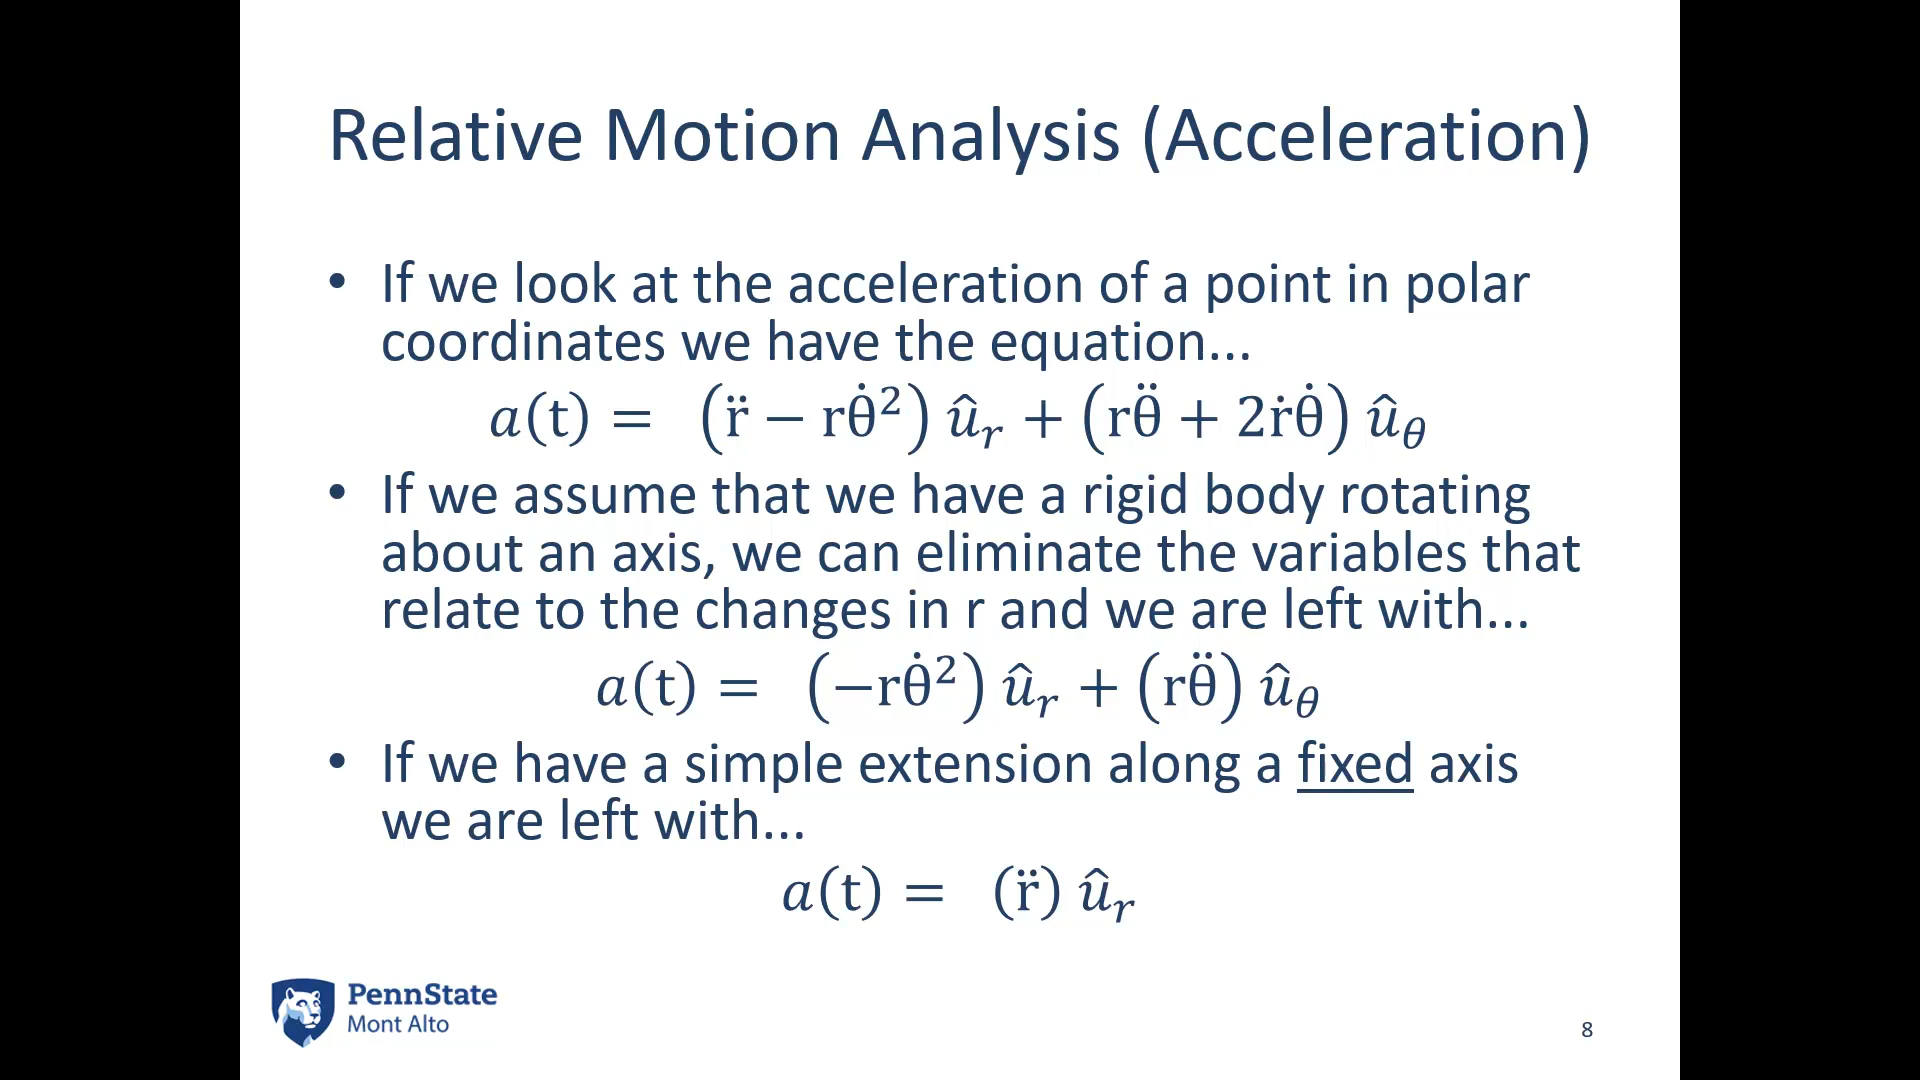 Relative Motion Analysis (Acceleration)
• If we look at the acceleration of a point in polar
coordinates we have the equation...
a(t) = (r̈ − rθ̇²) û_r + (rθ̈ + 2ṙθ̇) û_θ
• If we assume that we have a rigid body rotating
about an axis, we can eliminate the variables that
relate to the changes in r and we are left with...
a(t) = (−rθ̇²) û_r + (rθ̈) û_θ
• If we have a simple extension along a fixed axis
we are left with...
a(t) = (r̈) û_r
PennState
Mont Alto
8